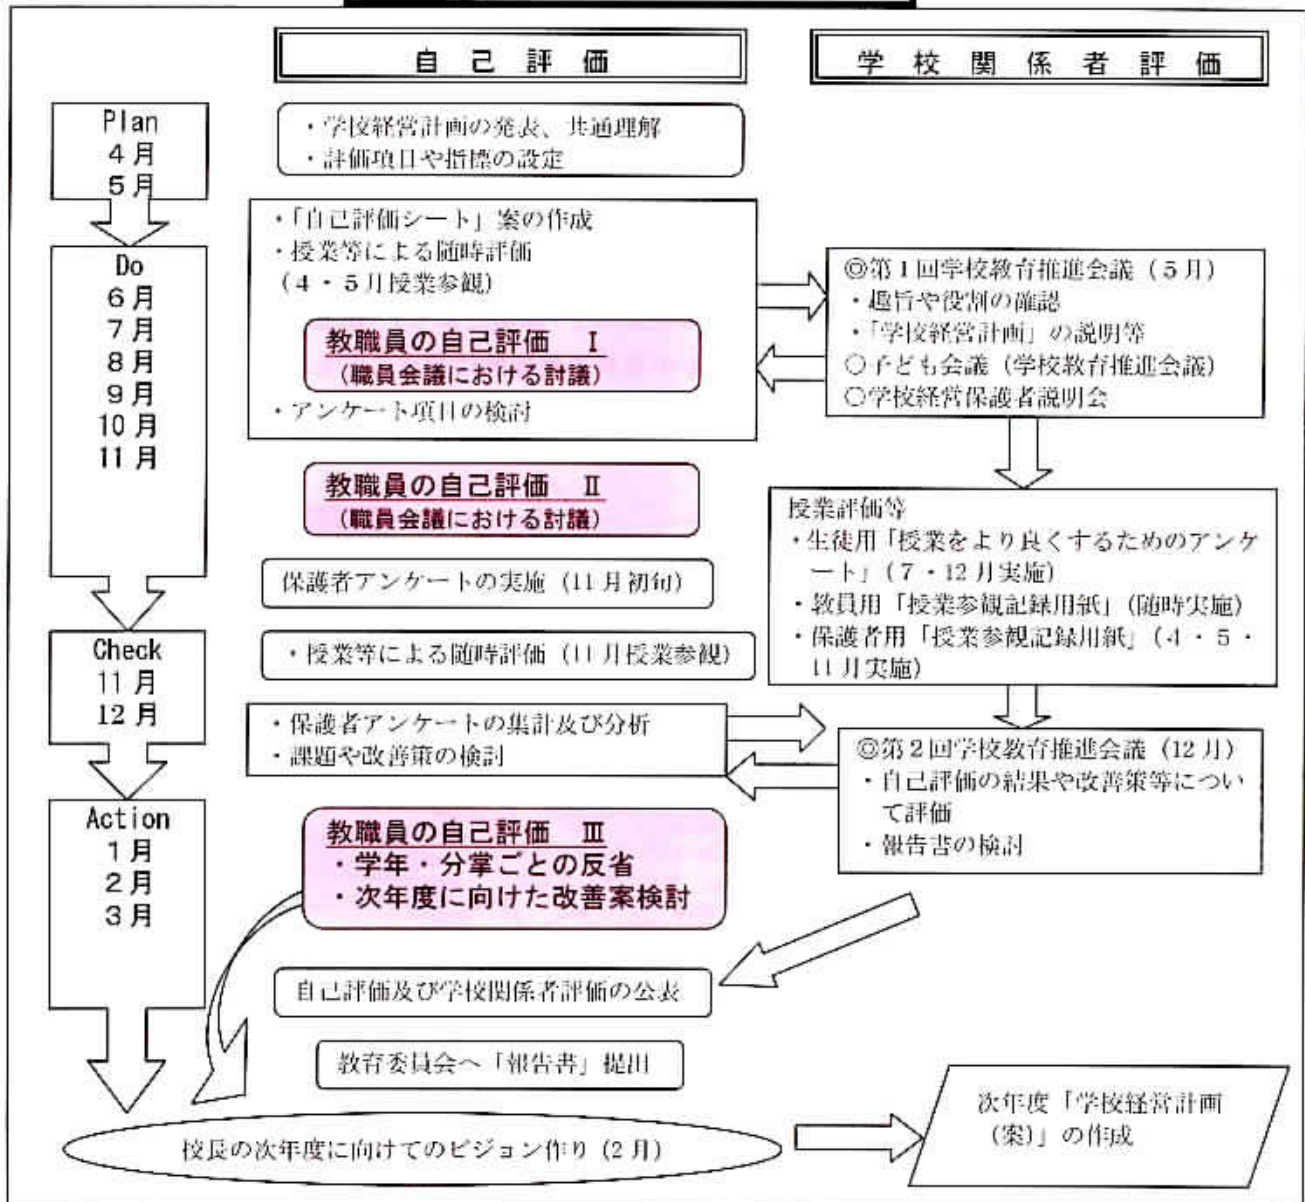 自己評価
学校関係者評価
Plan
4月
5月
・学校経営計画の発表、共通理解
・評価項目や指標の設定
Do
6月
7月
8月
9月
10月
11月
・「自己評価シート」案の作成
・授業等による随時評価
(4・5月授業参観)
教職員の自己評価 Ⅰ
(職員会議における討議)
・アンケート項目の検討
◎第1回学校教育推進会議(5月)
・趣旨や役割の確認
・「学校経営計画」の説明等
○子ども会議(学校教育推進会議)
○学校経営保護者説明会
教職員の自己評価 Ⅱ
(職員会議における討議)
保護者アンケートの実施(11月初旬)
授業評価等
・生徒用「授業をより良くするためのアンケ
ート」(7・12月実施)
・教員用「授業参観記録用紙」(随時実施)
・保護者用「授業参観記録用紙」(4・5・
11月実施)
Check
11月
12月
・授業等による随時評価(11月授業参観)
・保護者アンケートの集計及び分析
・課題や改善策の検討
◎第2回学校教育推進会議(12月)
・自己評価の結果や改善策等につい
て評価
・報告書の検討
Action
1月
2月
3月
教職員の自己評価 Ⅲ
・学年・分掌ごとの反省
・次年度に向けた改善案検討
自己評価及び学校関係者評価の公表
教育委員会へ「報告書」提出
校長の次年度に向けてのビジョン作り(2月)
次年度「学校経営計画
(案)」の作成